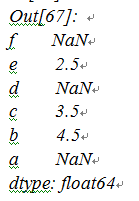 Out[67]:
f NaN
e 2.5
d NaN
c 3.5
b 4.5
a NaN
dtype: float64